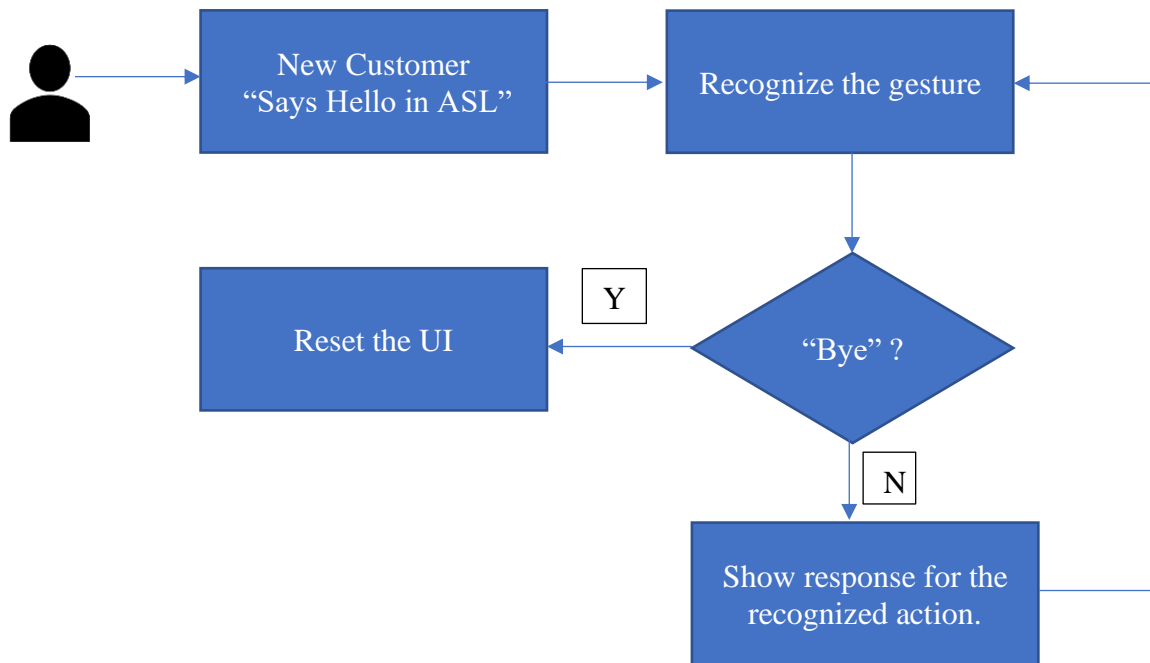 New Customer
“Says Hello in ASL”
Recognize the gesture
“Bye” ?
Y
Reset the UI
N
Show response for the
recognized action.